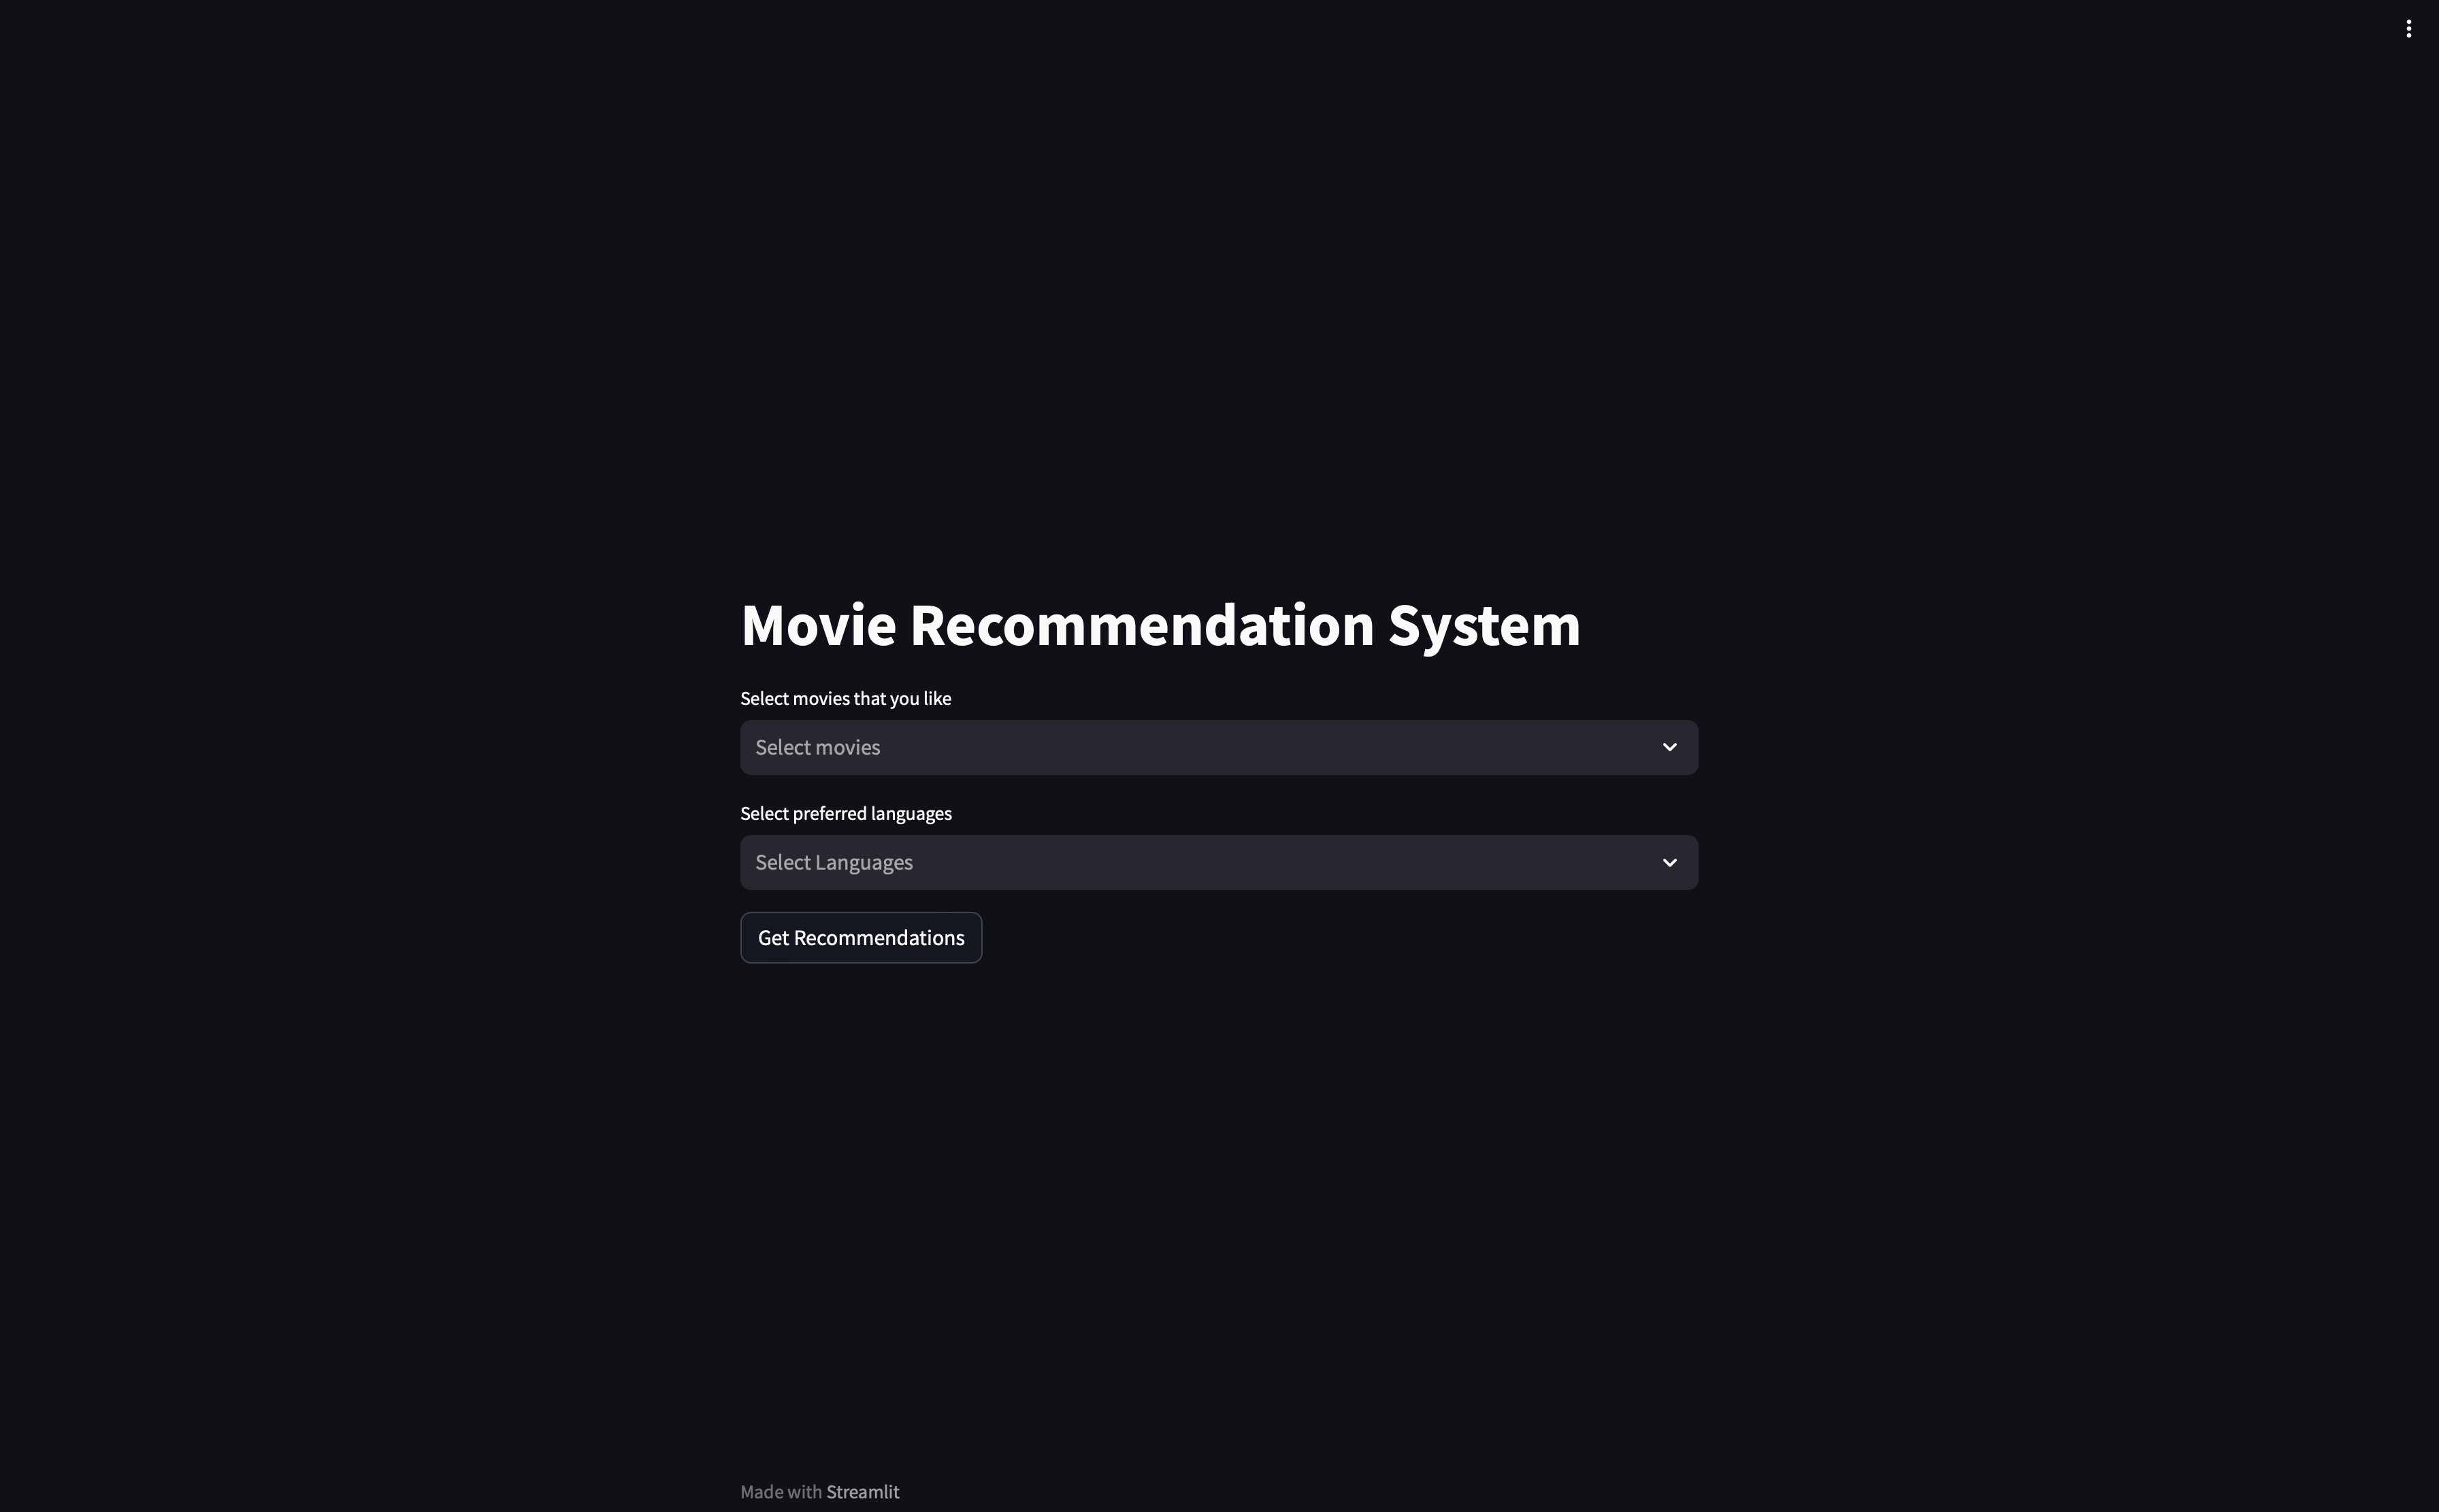 Movie Recommendation System
Select movies that you like
Select movies
Select preferred languages
Select Languages
Get Recommendations
Made with Streamlit